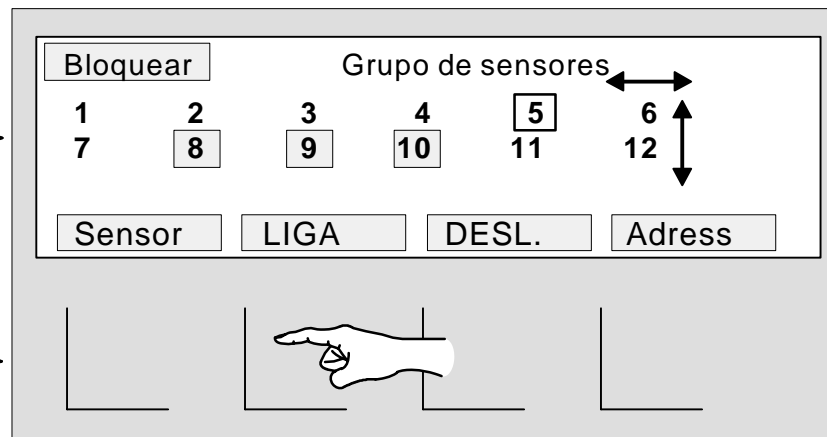 Bloquear Grupo de sensores
1 2 3 4 5 6
7 8 9 10 11 12
Sensor LIGA DESL. Adress